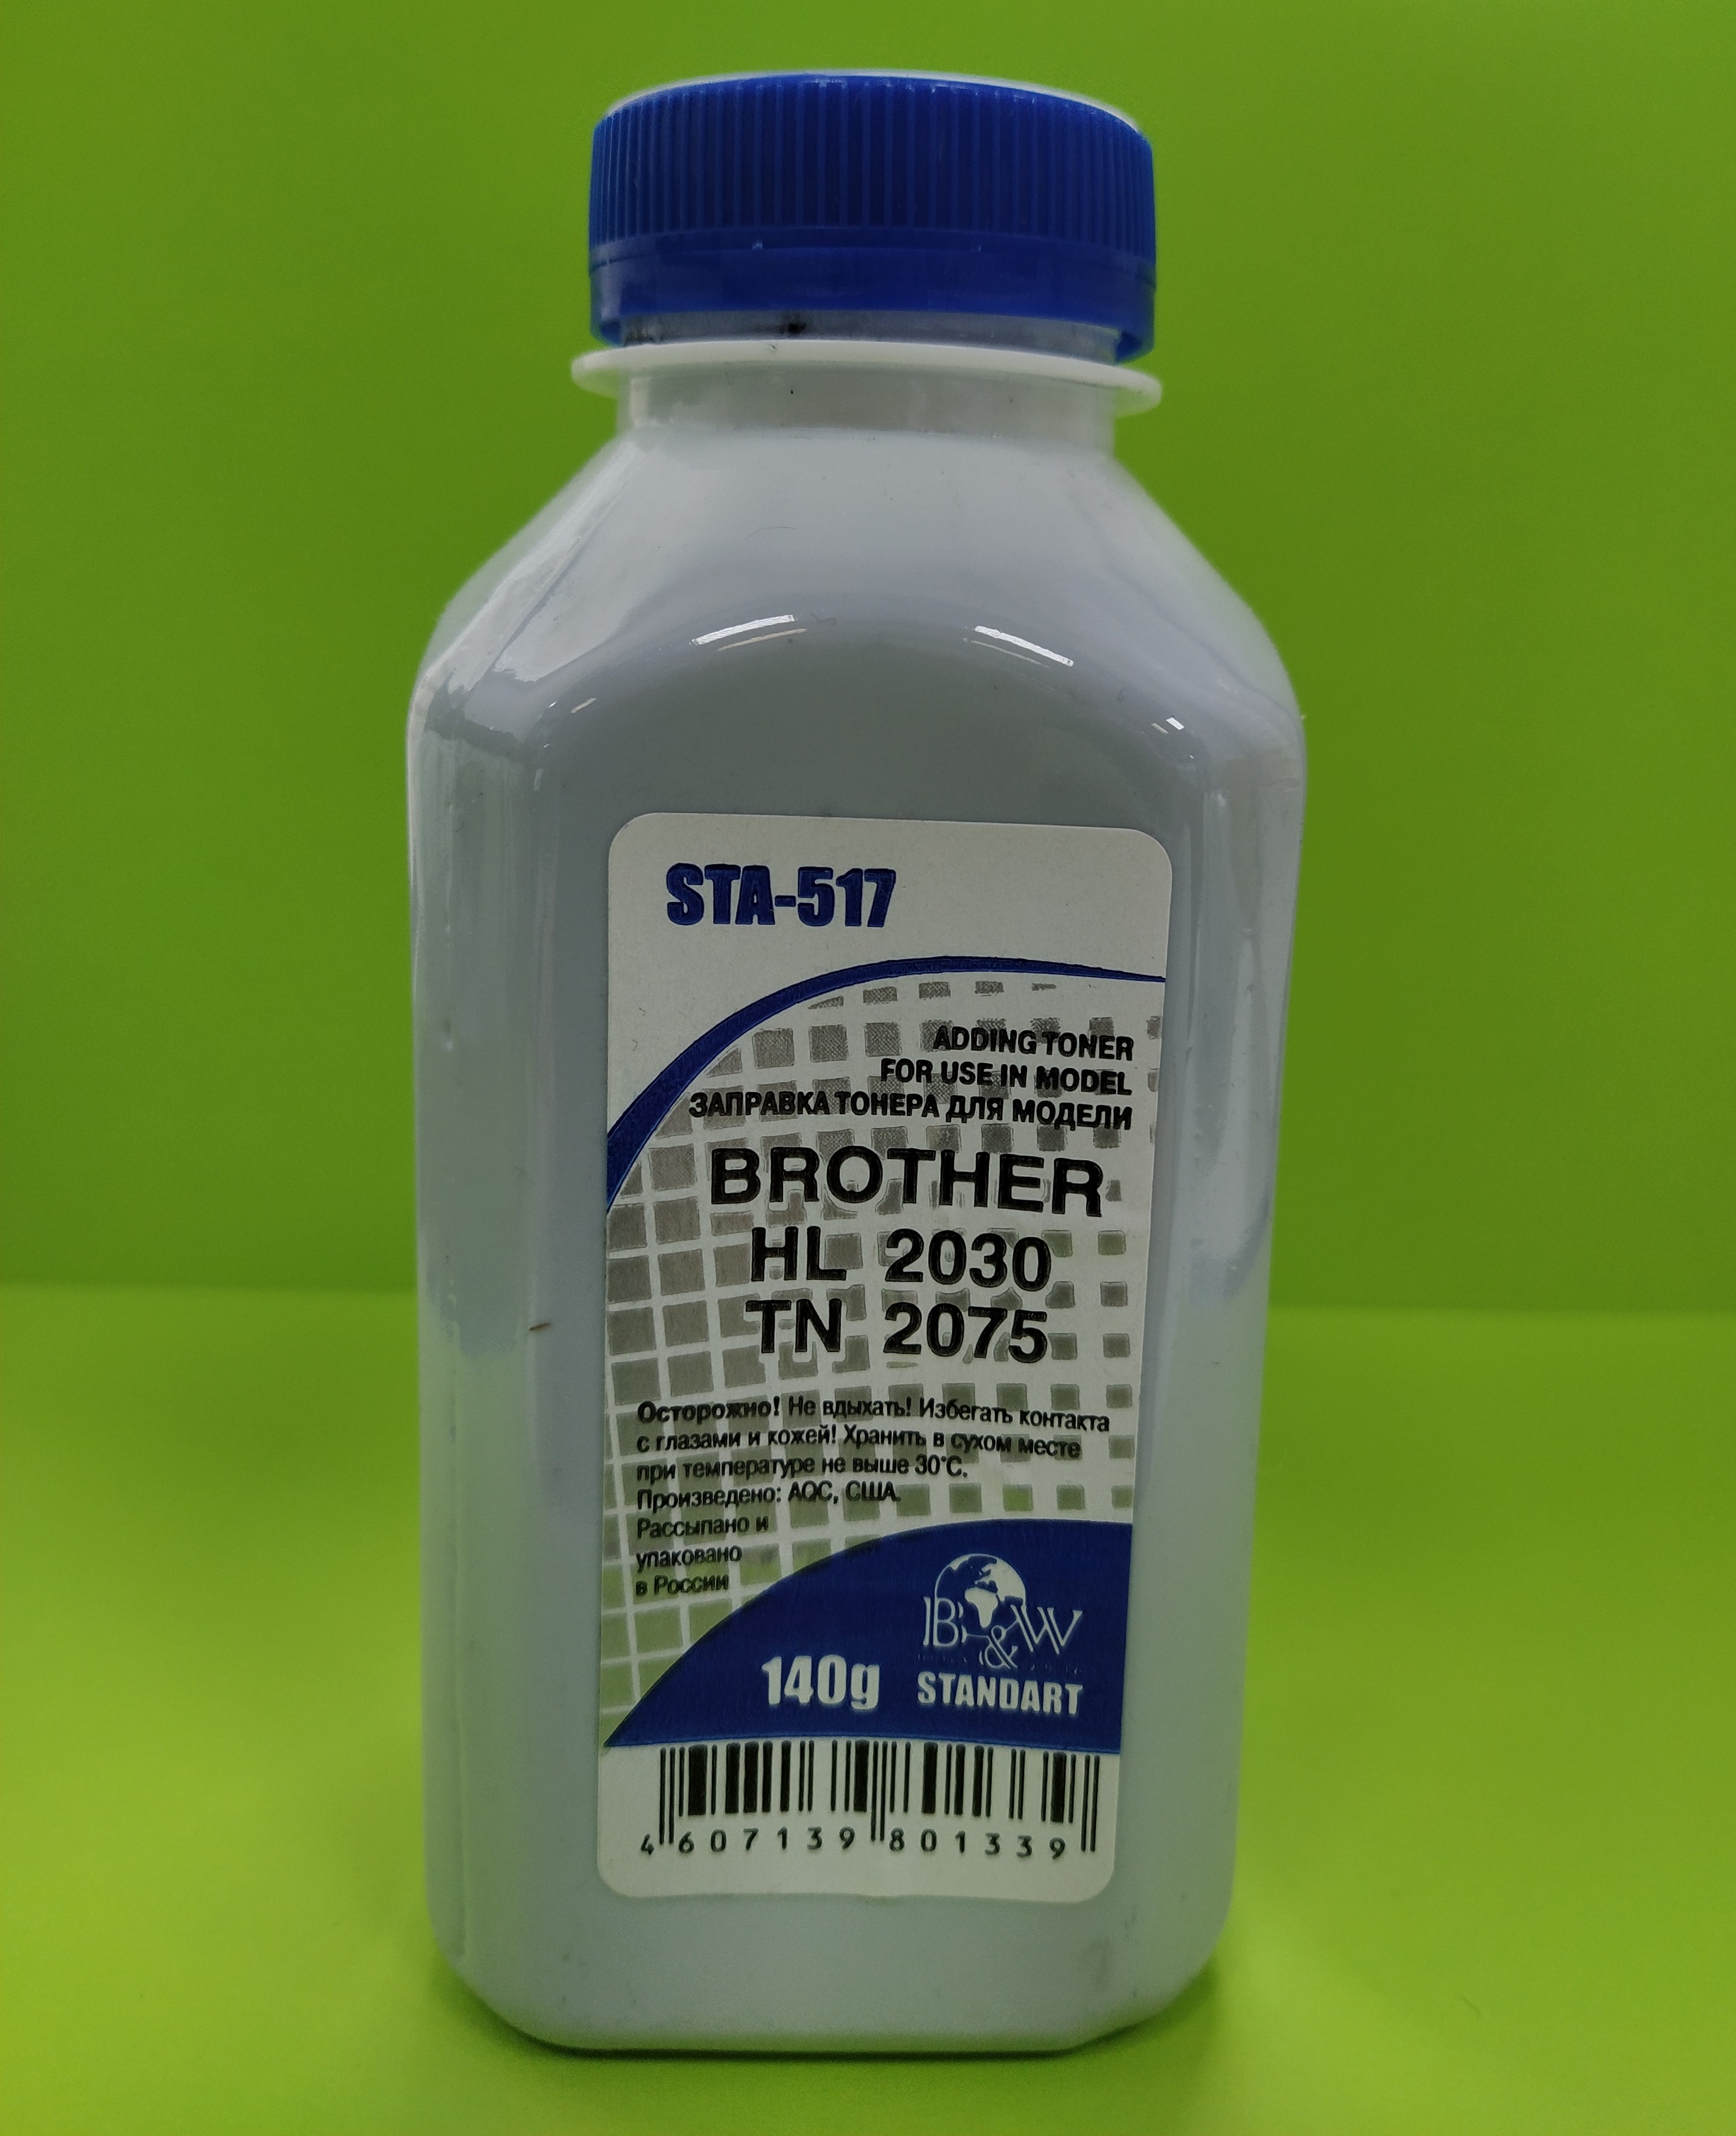 STA-517
ADDING TONER
FOR USE IN MODEL
ЗАПРАВКА ТОНЕРА ДЛЯ МОДЕЛИ
BROTHER
HL 2030
TN 2075
Осторожно! Не вдыхать! Избегать контакта
с глазами и кожей! Хранить в сухом месте
при температуре не выше 30°С.
Произведено: AQC, США.
Рассыпано и
упаковано
в России
B&W
140g STANDART
4 607139 801339